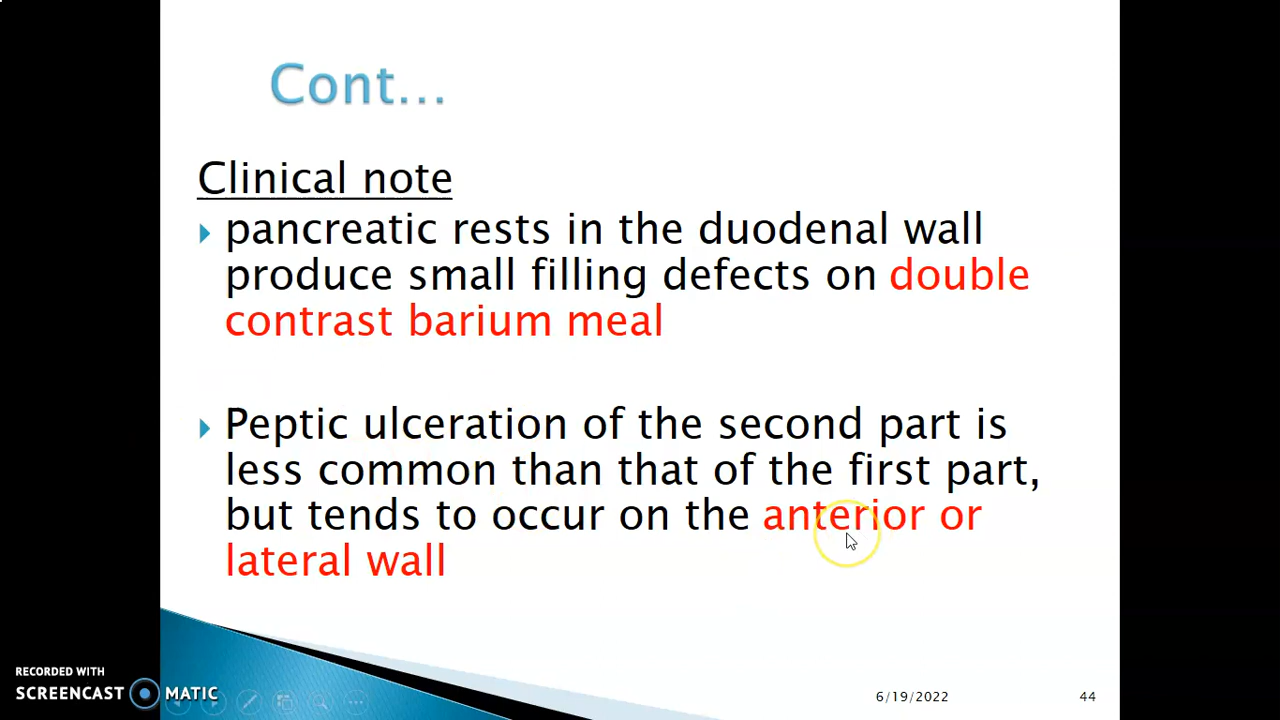 Cont…
Clinical note
pancreatic rests in the duodenal wall
produce small filling defects on double
contrast barium meal
Peptic ulceration of the second part is
less common than that of the first part,
but tends to occur on the anterior or
lateral wall
RECORDED WITH
SCREENCAST MATIC
6/19/2022
44